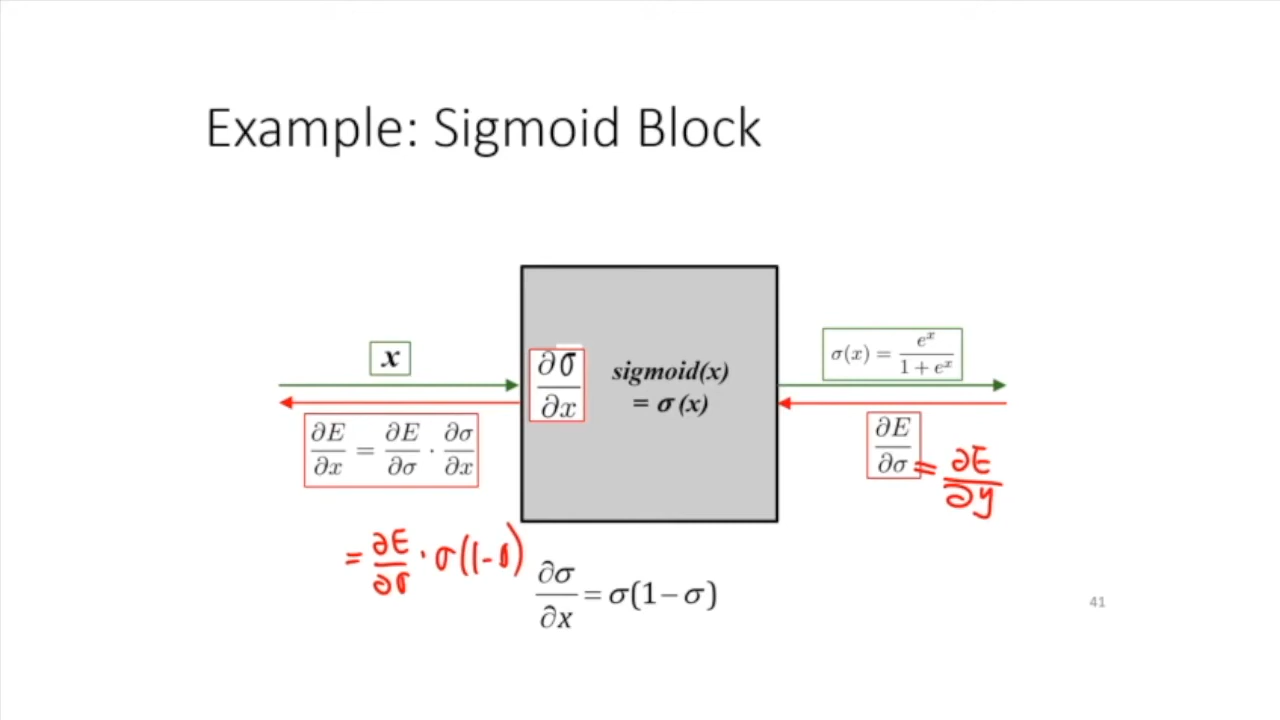 Example: Sigmoid Block
x
∂σ/∂x
sigmoid(x)
= σ (x)
σ(x) = e^x/(1 + e^x)
∂E/∂x = ∂E/∂σ · ∂σ/∂x
∂E/∂σ = ∂E/∂y
= ∂E/∂σ · σ(1-σ)
∂σ/∂x = σ(1 − σ)
41